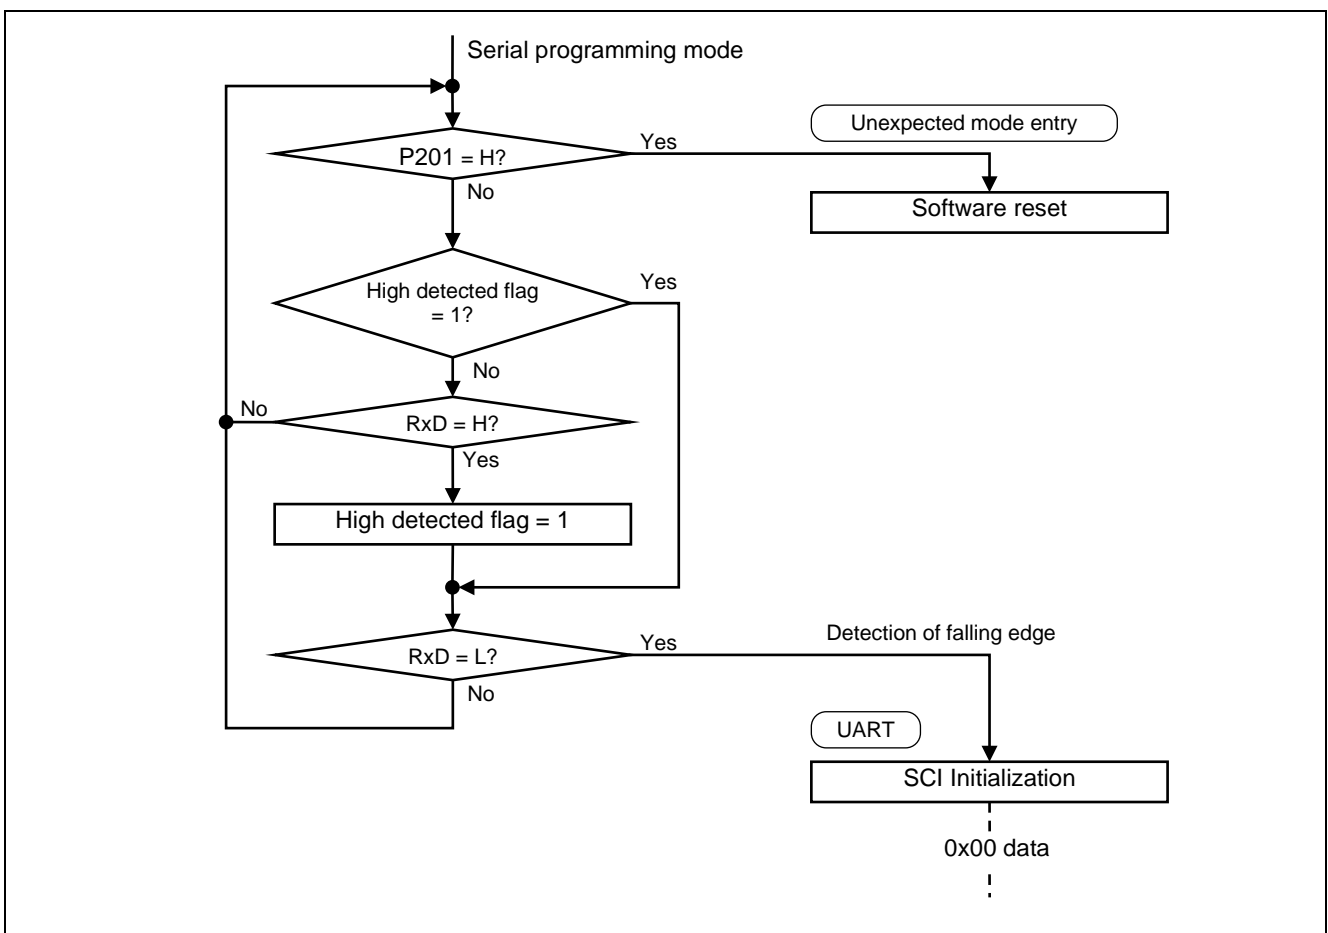 Serial programming mode
Unexpected mode entry
Yes
P201 = H?
No
Software reset
Yes
High detected flag
= 1?
No
No
RxD = H?
Yes
High detected flag = 1
Detection of falling edge
Yes
RxD = L?
No
UART
SCI Initialization
0x00 data